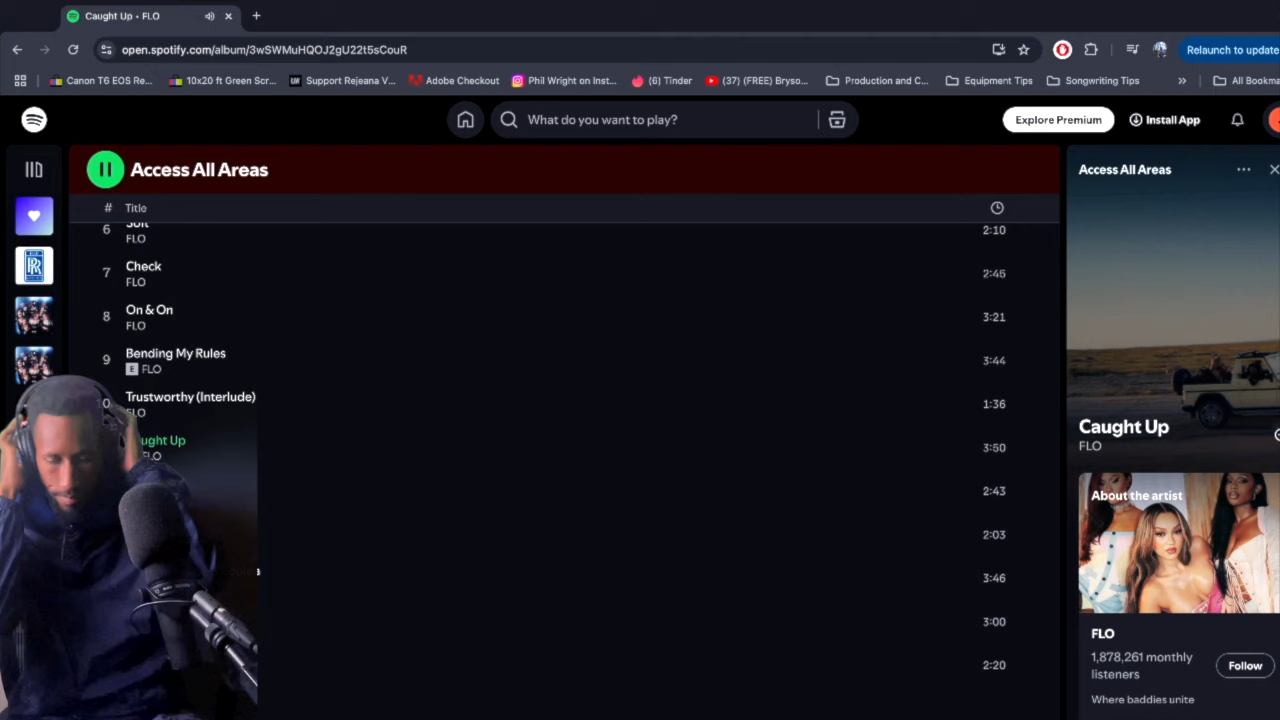 Caught Up • FLO
open.spotify.com/album/3wSWMuHQOJ2gU22t5sCouR
Relaunch to update
Canon T6 EOS Re...
10x20 ft Green Scr...
Support Rejeana V...
Adobe Checkout
Phil Wright on Inst...
(6) Tinder
(37) (FREE) Bryso...
Production and C...
Equipment Tips
Songwriting Tips
»
All Bookma
What do you want to play?
Explore Premium
Install App
Access All Areas
# Title
6 Soft 2:10
FLO
7 Check 2:45
FLO
8 On & On 3:21
FLO
9 Bending My Rules 3:44
E FLO
10 Trustworthy (Interlude) 1:36
FLO
ught Up 3:50
FLO
2:43
2:03
3:46
3:00
2:20
Access All Areas
Caught Up
FLO
About the artist
FLO
1,878,261 monthly
listeners
Follow
Where baddies unite